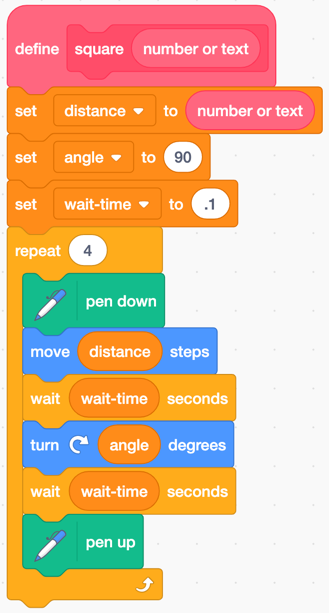 define square number or text
set distance to number or text
set angle to 90
set wait-time to .1
repeat 4
pen down
move distance steps
wait wait-time seconds
turn angle degrees
wait wait-time seconds
pen up